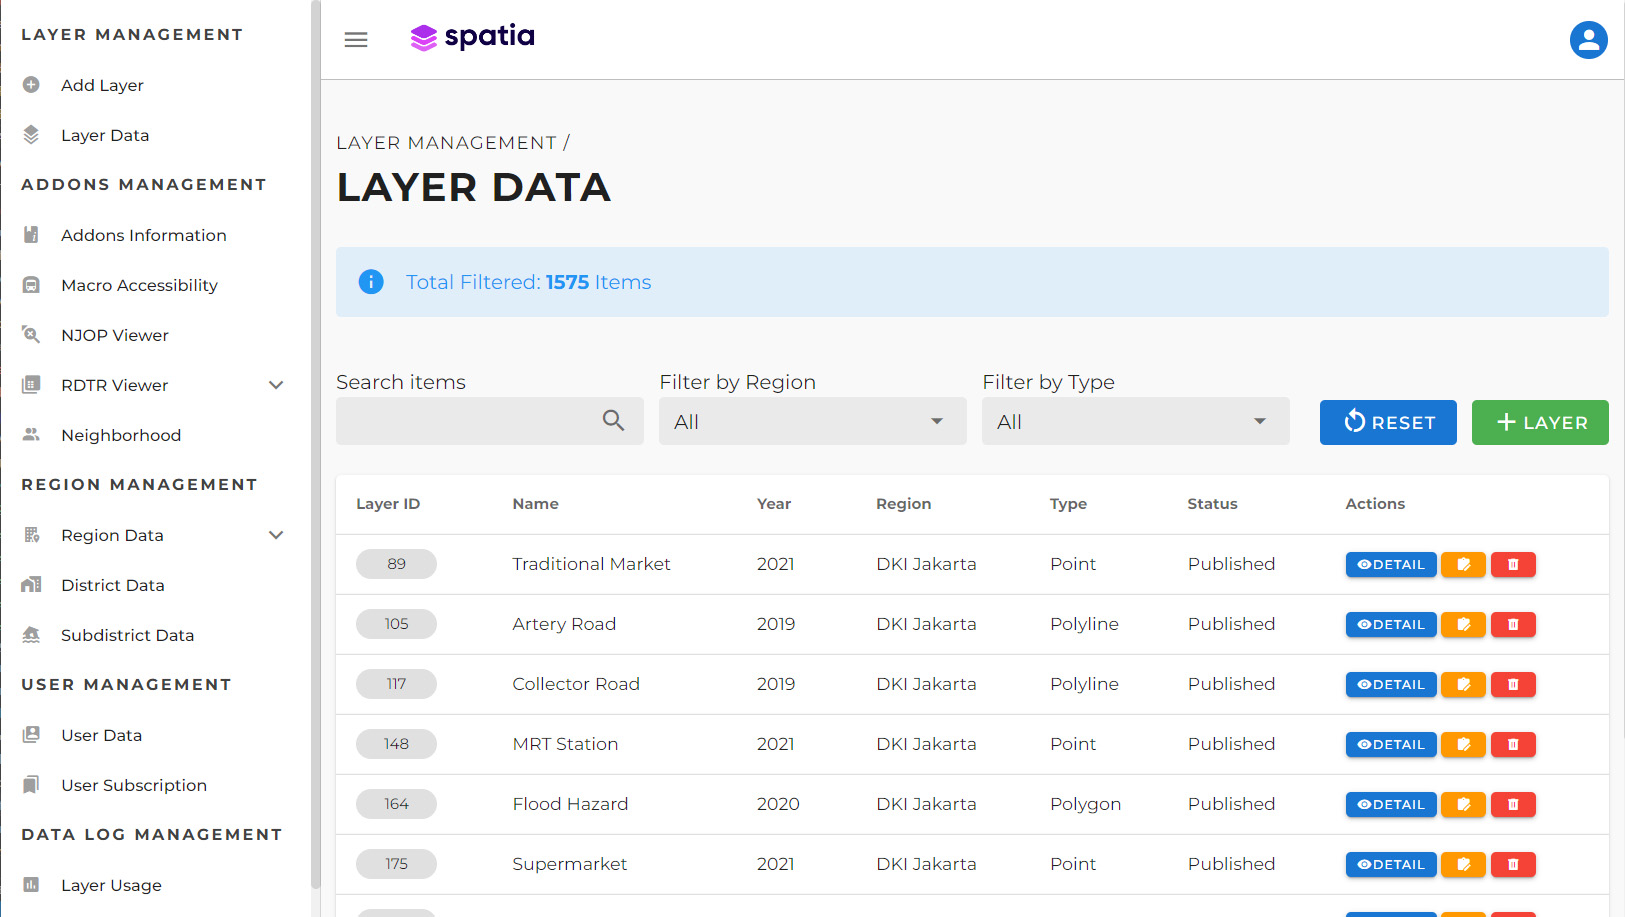 LAYER MANAGEMENT
Add Layer
Layer Data
ADDONS MANAGEMENT
Addons Information
Macro Accessibility
NJOP Viewer
RDTR Viewer
Neighborhood
REGION MANAGEMENT
Region Data
District Data
Subdistrict Data
USER MANAGEMENT
User Data
User Subscription
DATA LOG MANAGEMENT
Layer Usage
spatia
LAYER MANAGEMENT /
LAYER DATA
Total Filtered: 1575 Items
Search items Filter by Region Filter by Type
All All RESET + LAYER
Layer ID Name Year Region Type Status Actions
89 Traditional Market 2021 DKI Jakarta Point Published DETAIL
105 Artery Road 2019 DKI Jakarta Polyline Published DETAIL
117 Collector Road 2019 DKI Jakarta Polyline Published DETAIL
148 MRT Station 2021 DKI Jakarta Point Published DETAIL
164 Flood Hazard 2020 DKI Jakarta Polygon Published DETAIL
175 Supermarket 2021 DKI Jakarta Point Published DETAIL